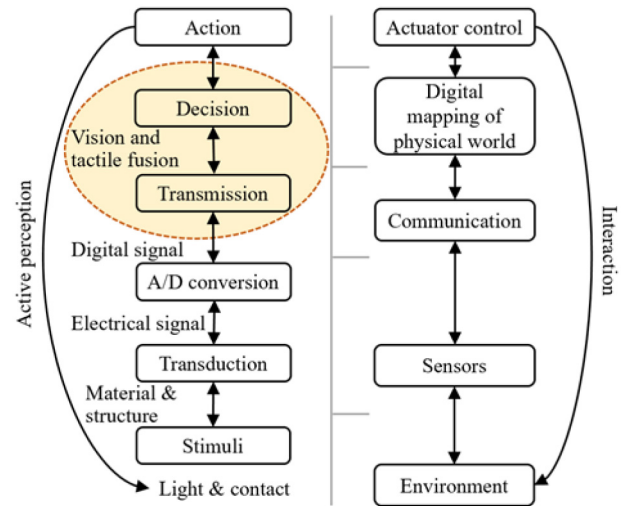 Action
Decision
Vision and
tactile fusion
Transmission
Digital signal
A/D conversion
Electrical signal
Transduction
Material &
structure
Stimuli
Light & contact
Active perception
Actuator control
Digital
mapping of
physical world
Communication
Sensors
Environment
Interaction